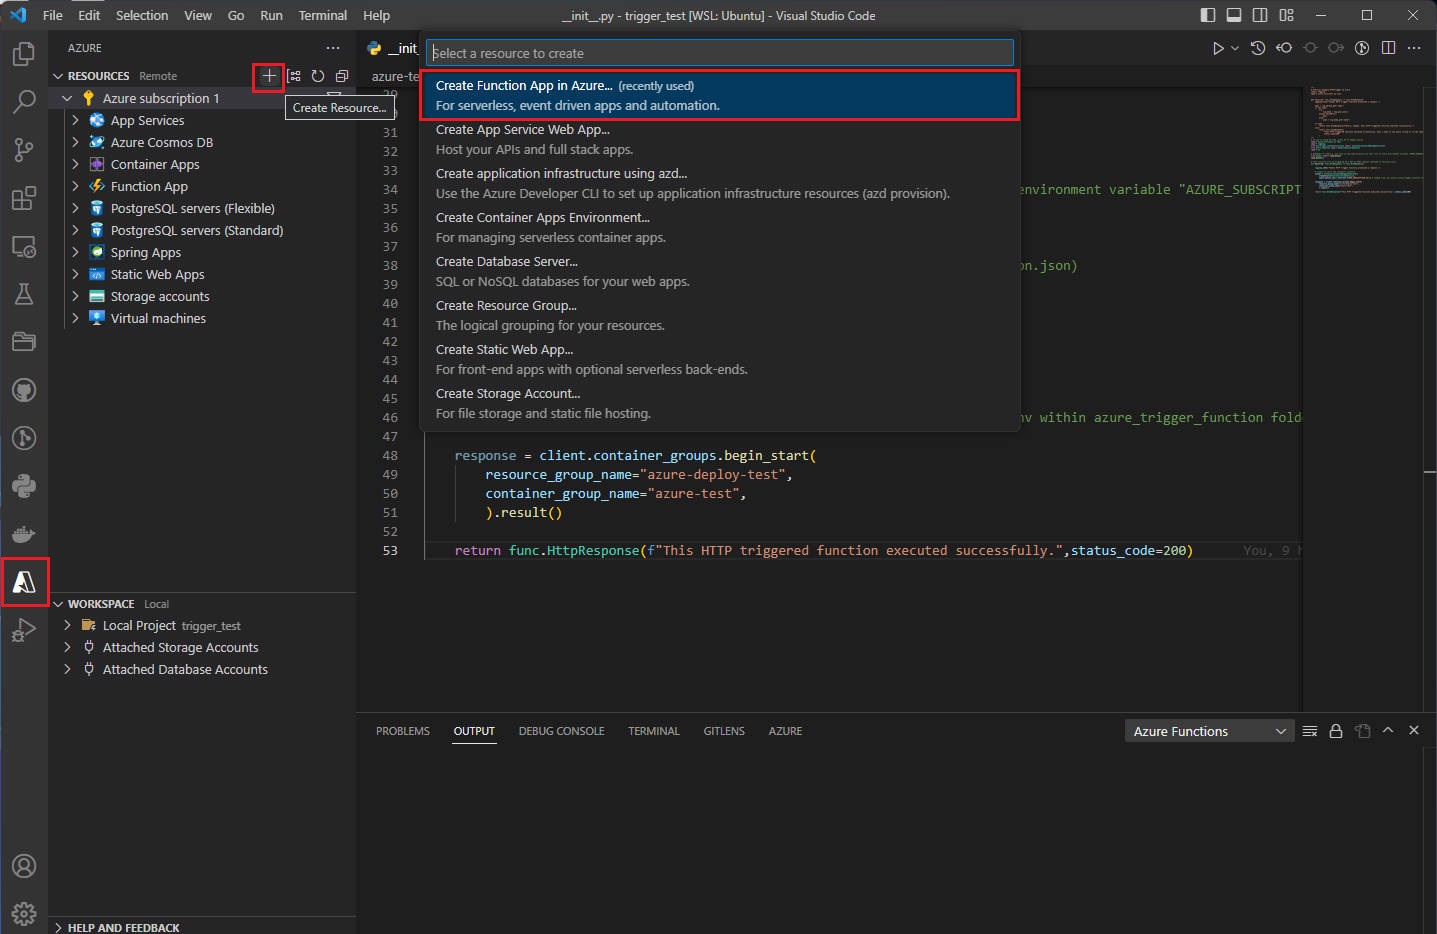 File Edit Selection View Go Run Terminal Help
__init__.py - trigger_test [WSL: Ubuntu] - Visual Studio Code
AZURE
RESOURCES Remote
Create Resource...
Azure subscription 1
App Services
Azure Cosmos DB
Container Apps
Function App
PostgreSQL servers (Flexible)
PostgreSQL servers (Standard)
Spring Apps
Static Web Apps
Storage accounts
Virtual machines
WORKSPACE Local
Local Project trigger_test
Attached Storage Accounts
Attached Database Accounts
HELP AND FEEDBACK
__init_
azure-te
Select a resource to create
Create Function App in Azure... (recently used)
For serverless, event driven apps and automation.
Create App Service Web App...
Host your APIs and full stack apps.
Create application infrastructure using azd...
Use the Azure Developer CLI to set up application infrastructure resources (azd provision).
Create Container Apps Environment...
For managing serverless container apps.
Create Database Server...
SQL or NoSQL databases for your web apps.
Create Resource Group...
The logical grouping for your resources.
Create Static Web App...
For front-end apps with optional serverless back-ends.
Create Storage Account...
For file storage and static file hosting.
31
32
33
34 nvironment variable "AZURE_SUBSCRIPT
35
36
37
38 on.json)
39
40
41
42
43
44
45
46 nv within azure_trigger_function folde
47
48 response = client.container_groups.begin_start(
49 resource_group_name="azure-deploy-test",
50 container_group_name="azure-test",
51 ).result()
52
53 return func.HttpResponse(f"This HTTP triggered function executed successfully.",status_code=200) You, 9 h
PROBLEMS OUTPUT DEBUG CONSOLE TERMINAL GITLENS AZURE
Azure Functions